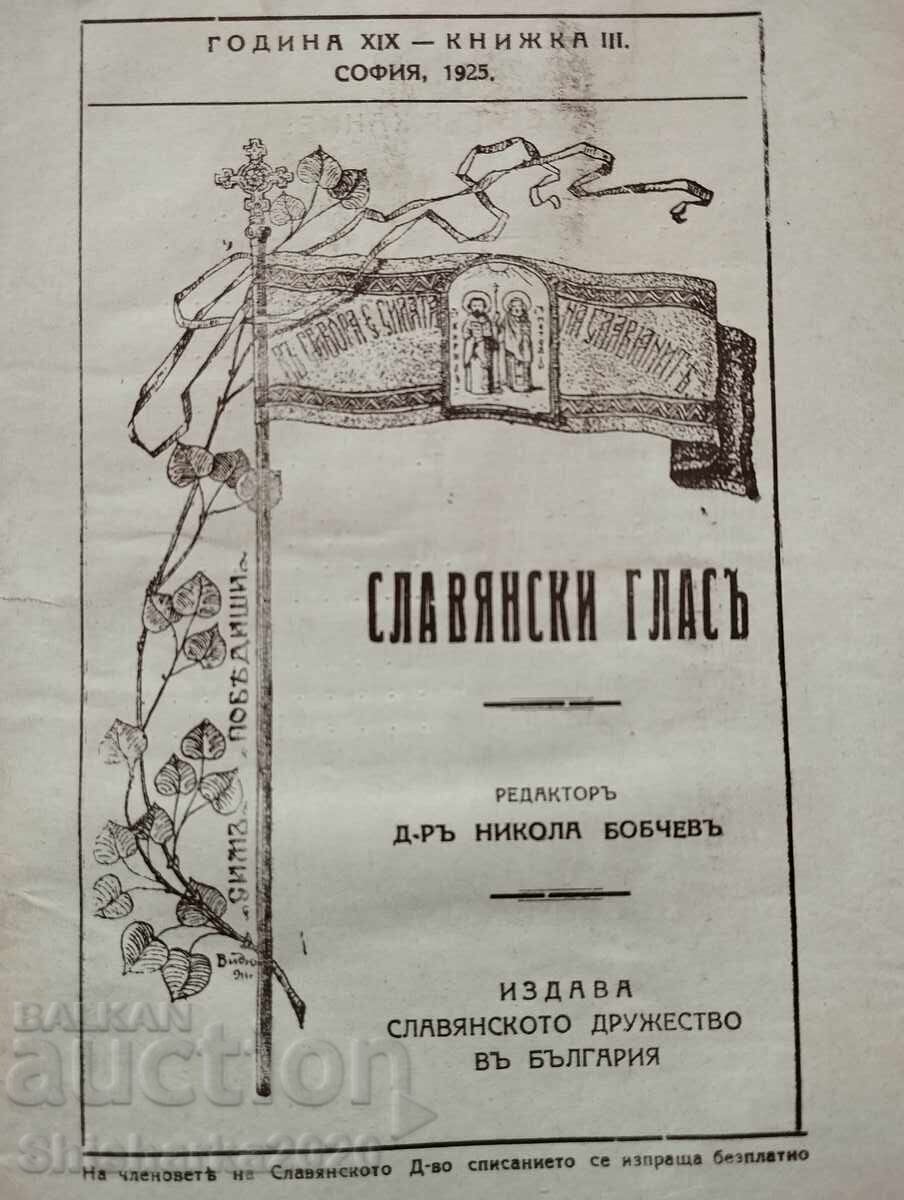 ГОДИНА XIX — КНИЖКА III.
СОФИЯ, 1925.
ВЪ СГОВОРА Е СИЛАТА
НА СЛАВЯНИТѢ
СИМЪ ПОБѢДИШИ
СЛАВЯНСКИ ГЛАСЪ
РЕДАКТОРЪ
Д-РЪ НИКОЛА БОБЧЕВЪ
ИЗДАВА
СЛАВЯНСКОТО ДРУЖЕСТВО
ВЪ БЪЛГАРИЯ
На членоветѣ на Славянското Д-во списанието се изпраща безплатно
BALKAN
auction
Shteberka2020